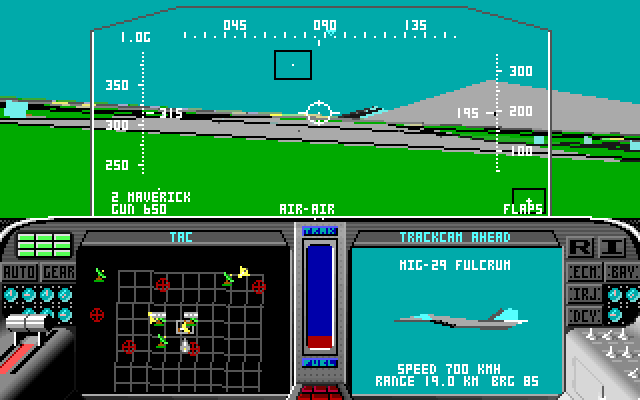 045 090 135
1.0G
350 300
315 195 200
300
100
250
2 MAVERICK
GUN 650 AIR-AIR FLAPS
TAC TRAK TRACKCAM AHEAD
R I
MIG-29 FULCRUM
AUTO GEAR ECM BAY
IRJ
DCY
FUEL
SPEED 700 KMH
RANGE 19.0 KM BRG 85